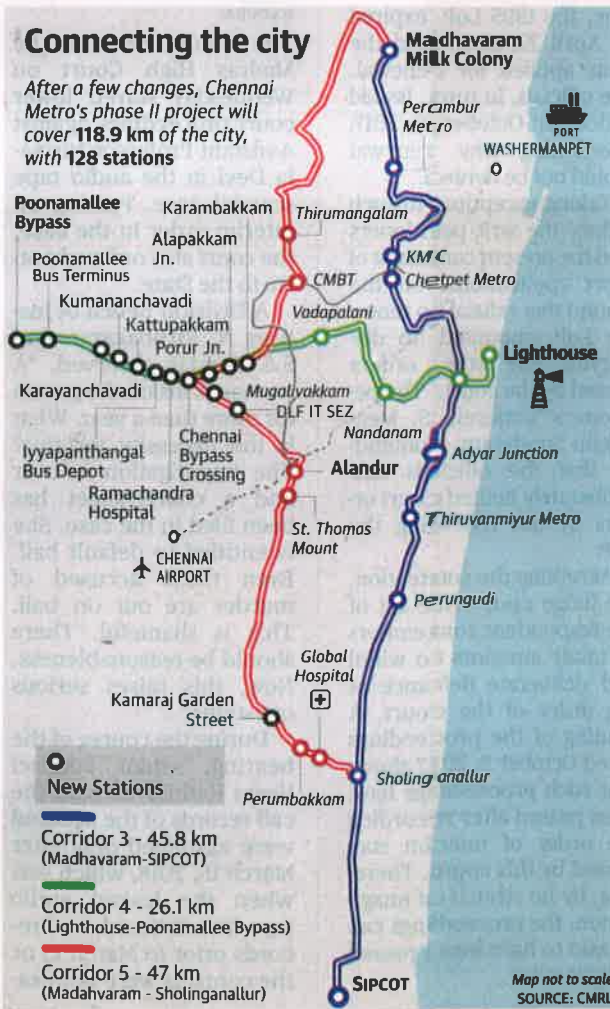 Connecting the city
After a few changes, Chennai
Metro's phase II project will
cover 118.9 km of the city,
with 128 stations
Madhavaram
Milk Colony
Perambur
Metro
PORT
WASHERMANPET
Poonamallee
Bypass
Karambakkam
Thirumangalam
Poonamallee
Bus Terminus
Alapakkam
Jn.
KMC
CMBT
Chetpet Metro
Kumananchavadi
Vadapalani
Kattupakkam
Porur Jn.
Lighthouse
Karayanchavadi
Mugaliyakkam
DLF IT SEZ
Nandanam
Iyyapanthangal
Bus Depot
Chennai
Bypass
Crossing
Adyar Junction
Alandur
Ramachandra
Hospital
Thiruvanmiyur Metro
St. Thomas
Mount
CHENNAI
AIRPORT
Perungudi
Global
Hospital
Kamaraj Garden
Street
Sholinganallur
Perumbakkam
New Stations
Corridor 3 - 45.8 km
(Madhavaram-SIPCOT)
Corridor 4 - 26.1 km
(Lighthouse-Poonamallee Bypass)
Corridor 5 - 47 km
(Madahvaram - Sholinganallur)
SIPCOT
Map not to scale
SOURCE: CMRL